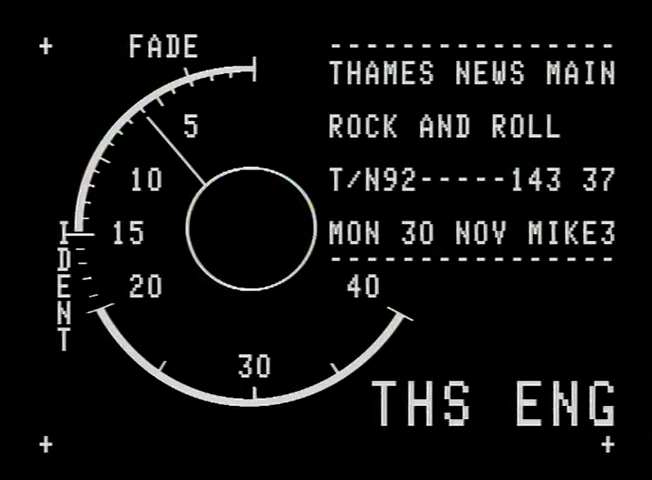 FADE
----------------
THAMES NEWS MAIN
5
ROCK AND ROLL
10
T/N92-----143 37
IDENT
15
MON 30 NOV MIKE3
----------------
20
40
30
THS ENG